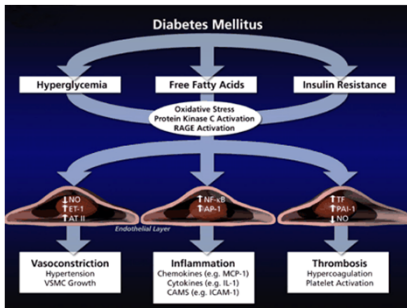 Diabetes Mellitus
Hyperglycemia
Free Fatty Acids
Insulin Resistance
Oxidative Stress
Protein Kinase C Activation
RAGE Activation
↓NO
↑ET-1
↑AT II
↑NF-κB
↑AP-1
↑TF
↑PAI-1
↓NO
Endothelial Layer
Vasoconstriction
Hypertension
VSMC Growth
Inflammation
Chemokines (e.g. MCP-1)
Cytokines (e.g. IL-1)
CAMS (e.g. ICAM-1)
Thrombosis
Hypercoagulation
Platelet Activation